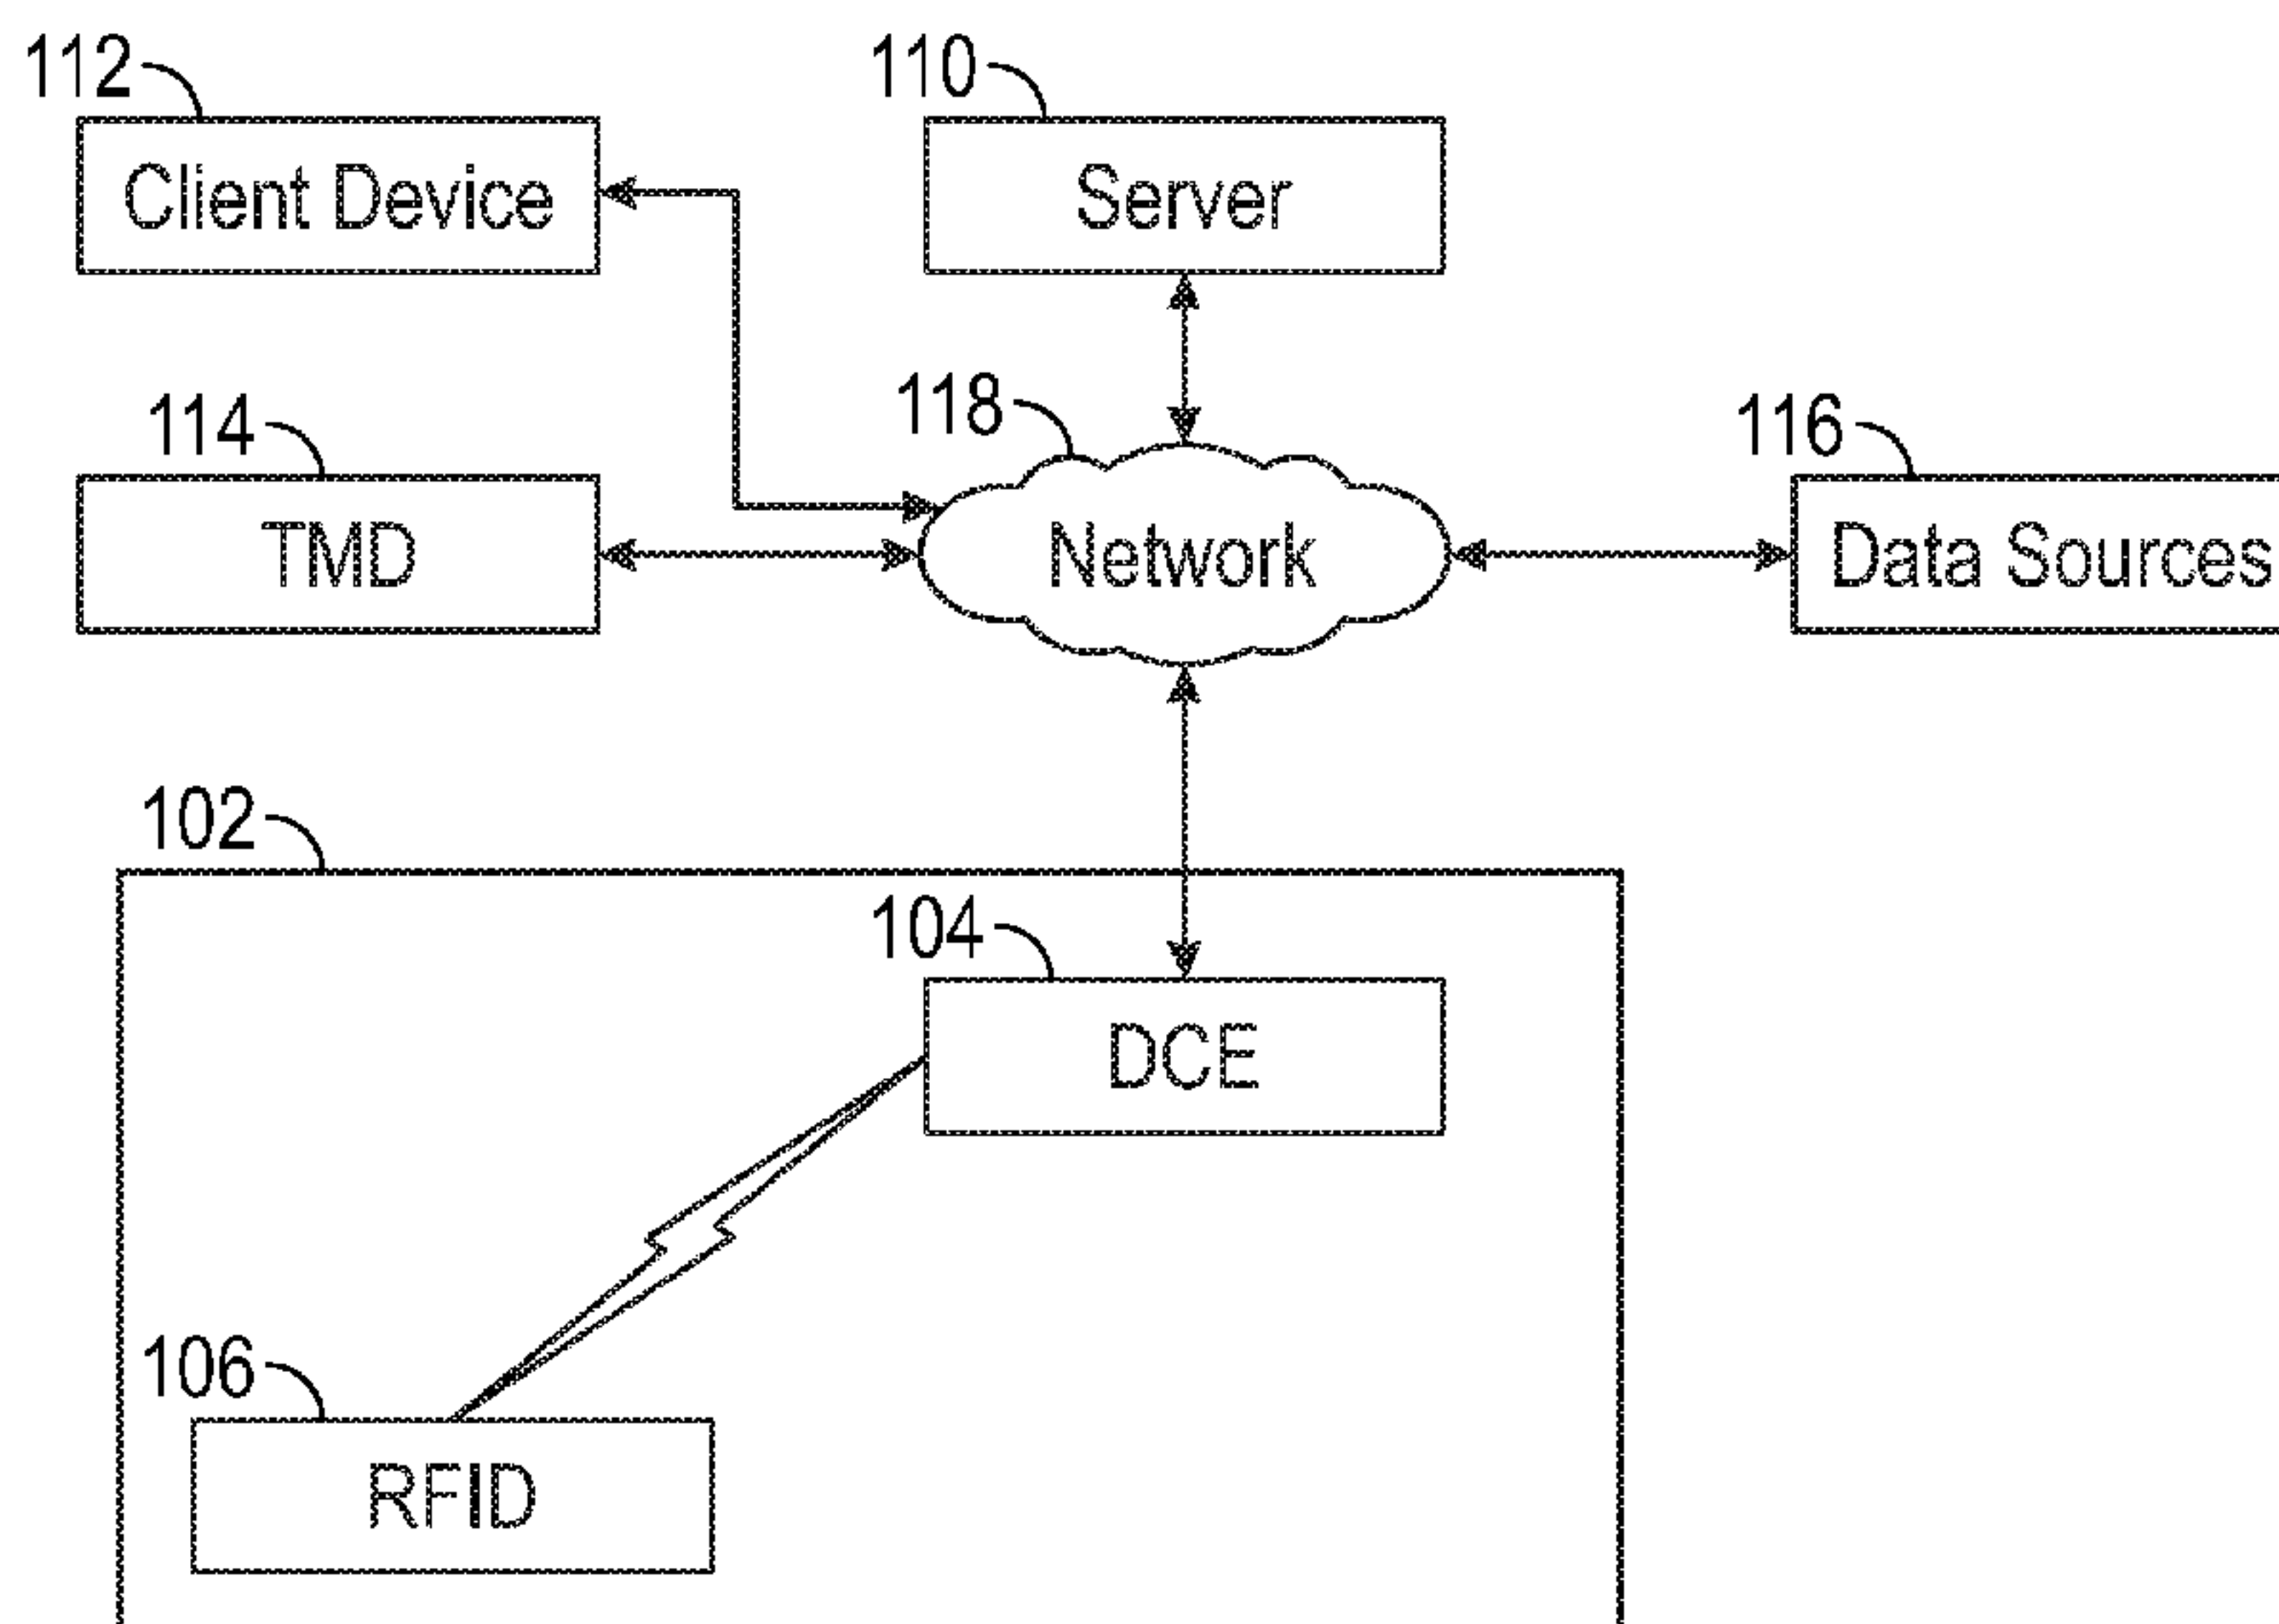 112
110
Client Device
Server
118
114
116
TMD
Network
Data Sources
102
104
DCE
106
RFID